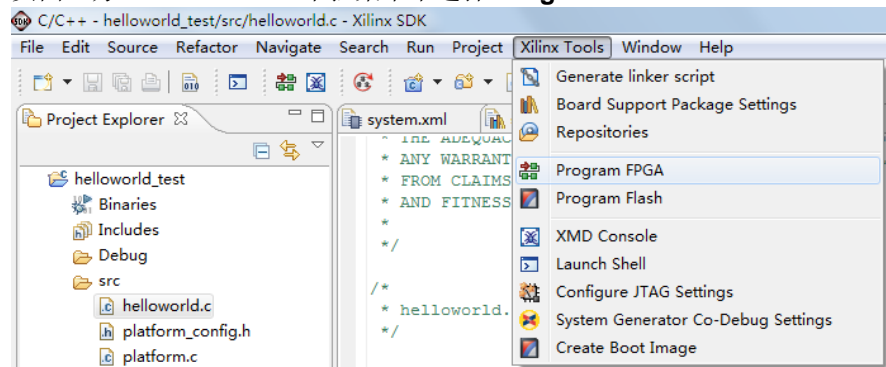 C/C++ - helloworld_test/src/helloworld.c - Xilinx SDK
File Edit Source Refactor Navigate Search Run Project Xilinx Tools Window Help
Project Explorer
system.xml
helloworld_test
Binaries
Includes
Debug
src
helloworld.c
platform_config.h
platform.c
* ANY WARRANT
* FROM CLAIMS
* AND FITNESS
*
*/
/*
* helloworld.
*/
Generate linker script
Board Support Package Settings
Repositories
Program FPGA
Program Flash
XMD Console
Launch Shell
Configure JTAG Settings
System Generator Co-Debug Settings
Create Boot Image